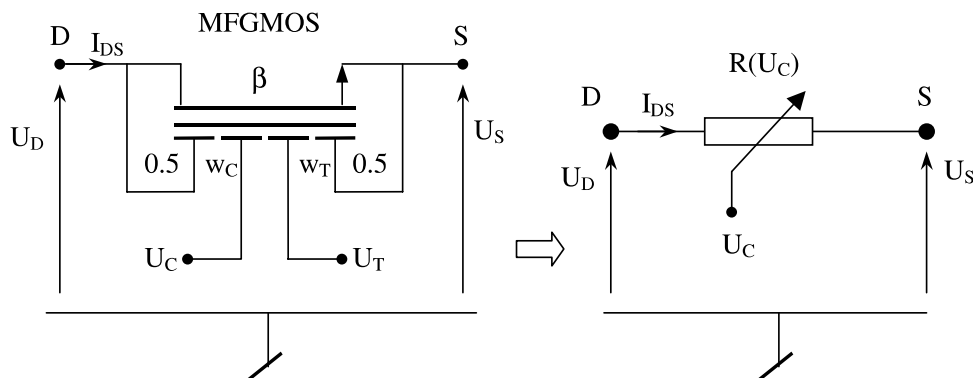 MFGMOS
D
I_DS
S
β
U_D
U_S
0.5
w_C
w_T
0.5
U_C
U_T
R(U_C)
D
I_DS
S
U_D
U_S
U_C